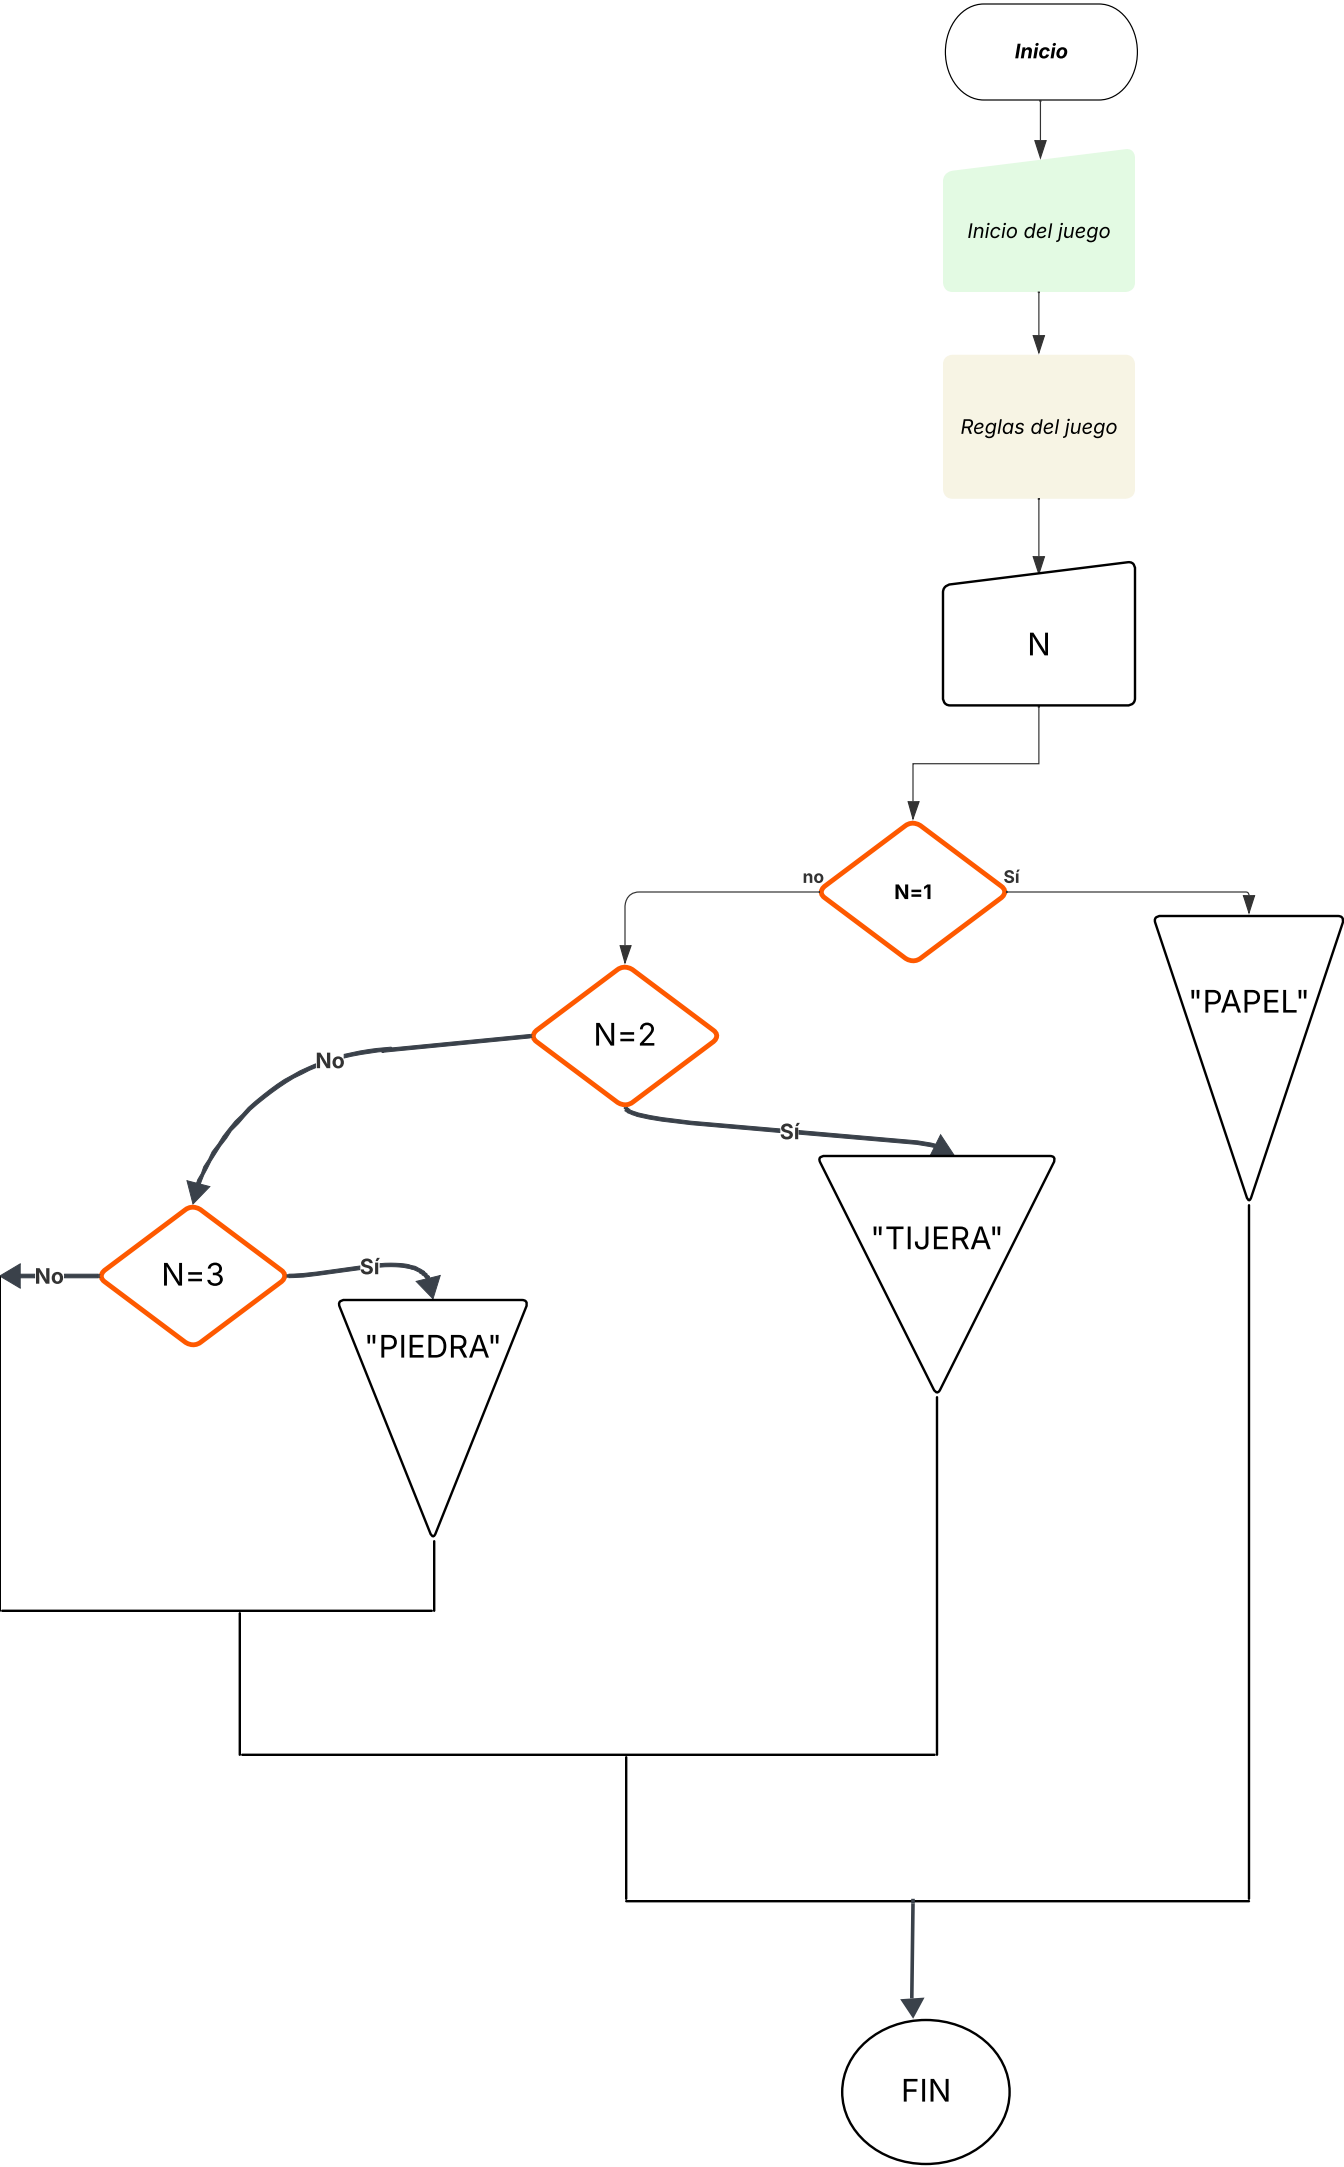 Inicio
Inicio del juego
Reglas del juego
N
no
N=1
Sí
"PAPEL"
N=2
No
Sí
"TIJERA"
No
N=3
Sí
"PIEDRA"
FIN